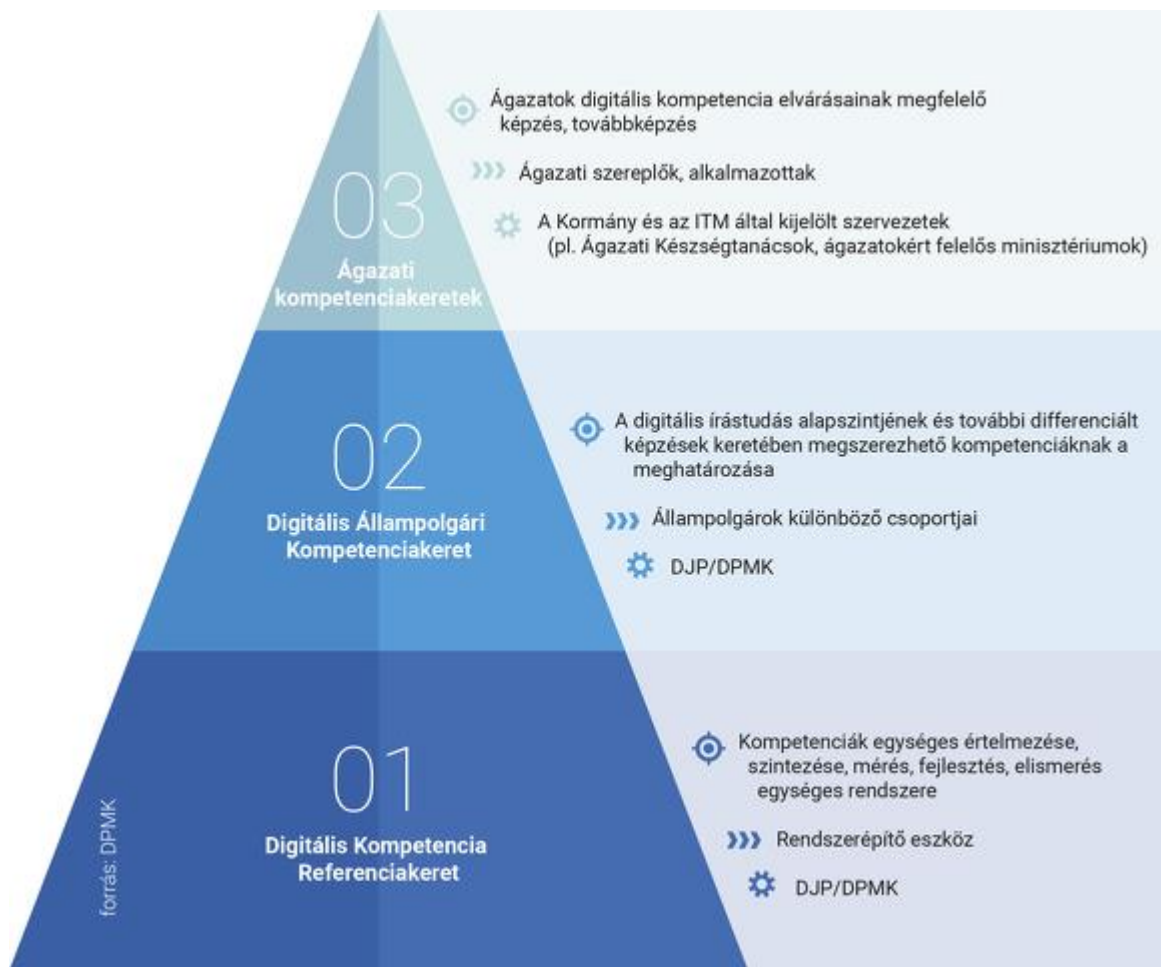 Ágazatok digitális kompetencia elvárásainak megfelelő
képzés, továbbképzés
Ágazati szereplők, alkalmazottak
A Kormány és az ITM által kijelölt szervezetek
(pl. Ágazati Készségtanácsok, ágazatokért felelős minisztériumok)
03
Ágazati
kompetenciakeretek
A digitális írástudás alapszintjének és további differenciált
képzések keretében megszerezhető kompetenciáknak a
meghatározása
Állampolgárok különböző csoportjai
DJP/DPMK
02
Digitális Állampolgári
Kompetenciakeret
Kompetenciák egységes értelmezése,
szintezése, mérés, fejlesztés, elismerés
egységes rendszere
Rendszerépítő eszköz
DJP/DPMK
01
Digitális Kompetencia
Referenciakeret
forrás: DPMK